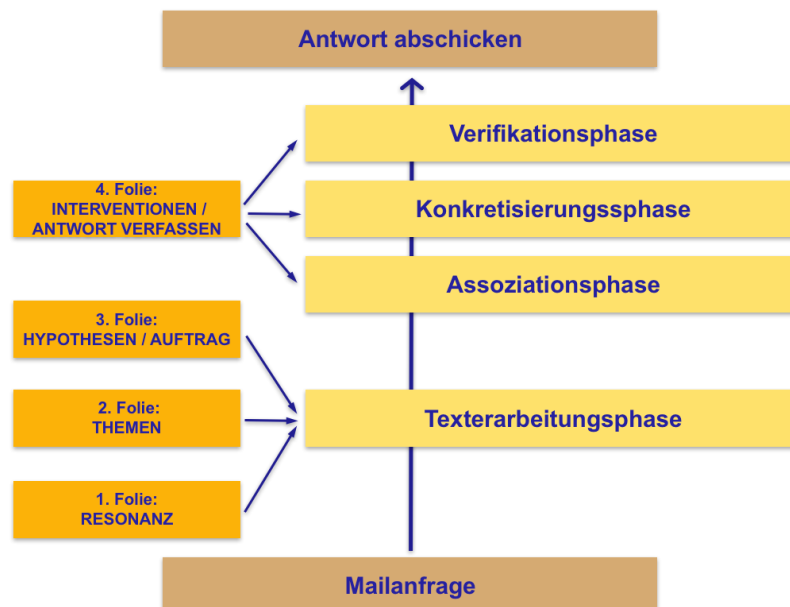 Antwort abschicken
Verifikationsphase
4. Folie:
INTERVENTIONEN /
ANTWORT VERFASSEN
Konkretisierungssphase
Assoziationsphase
3. Folie:
HYPOTHESEN / AUFTRAG
2. Folie:
THEMEN
Texterarbeitungsphase
1. Folie:
RESONANZ
Mailanfrage